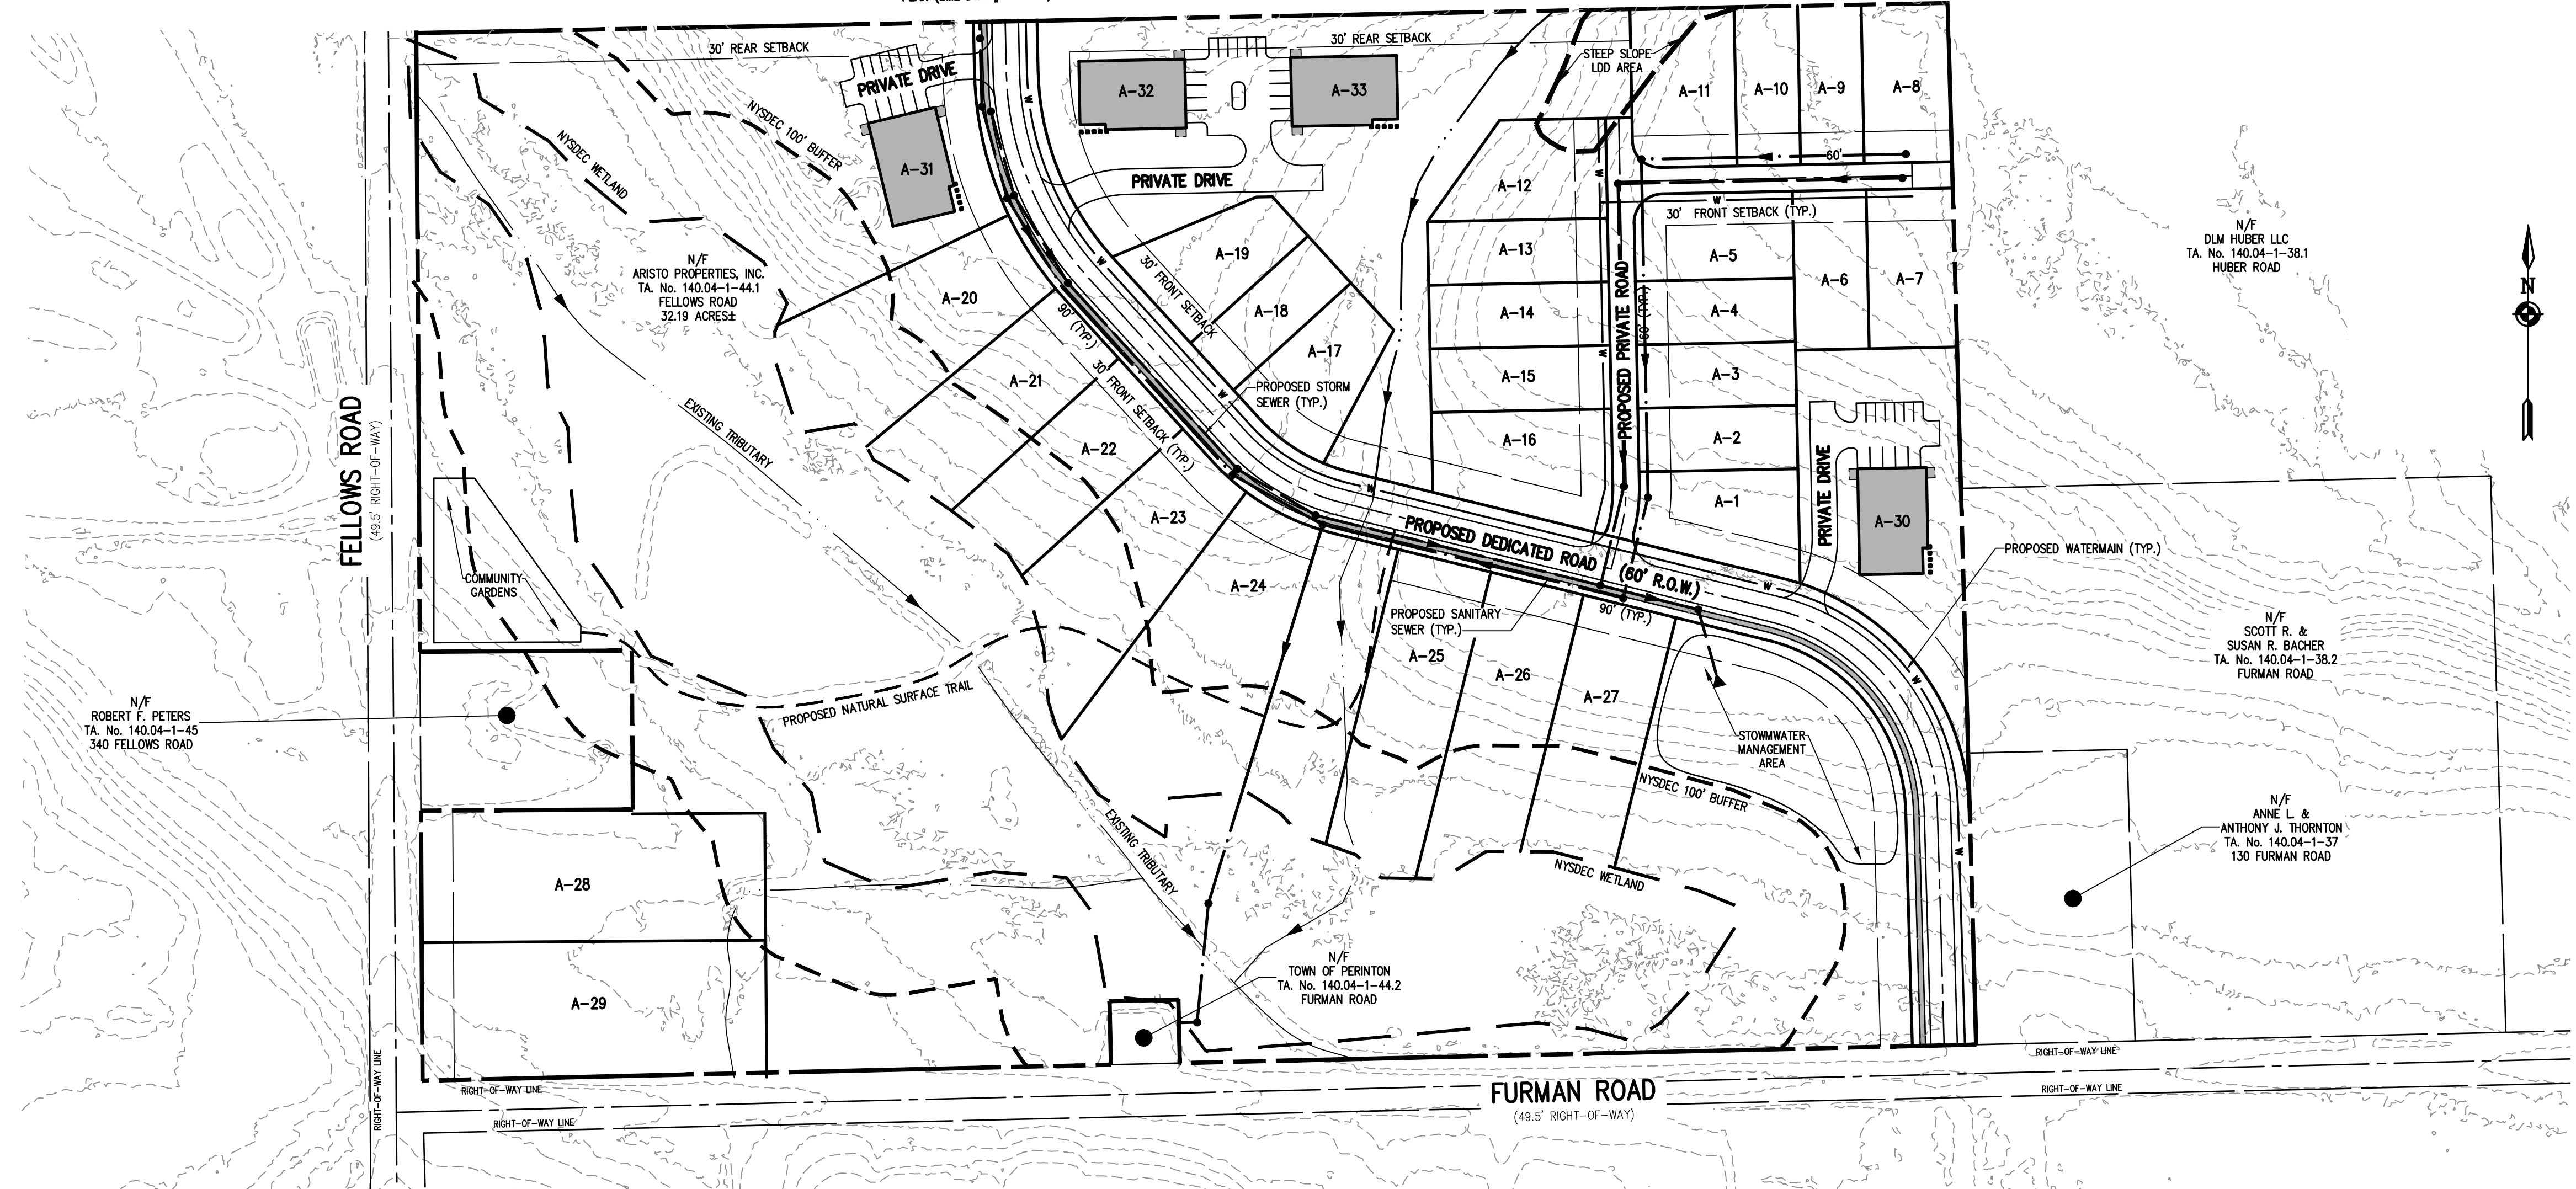 30' REAR SETBACK
PRIVATE DRIVE
A-31
W
A-32
A-33
PRIVATE DRIVE
30' REAR SETBACK
STEEP SLOPE
LDD AREA
A-11
A-10
A-9
A-8
60'
NYSDEC 100' BUFFER
NYSDEC WETLAND
N/F
ARISTO PROPERTIES, INC.
TA. No. 140.04-1-44.1
FELLOWS ROAD
32.19 ACRES±
A-12
A-13
A-14
A-15
A-16
W
W
PROPOSED PRIVATE ROAD
60' (TYP.)
W
30' FRONT SETBACK (TYP.)
A-5
A-4
A-3
A-2
A-1
A-6
A-7
N/F
DLM HUBER LLC
TA. No. 140.04-1-38.1
HUBER ROAD
N
A-19
A-18
A-17
30' FRONT SETBACK
W
W
A-20
A-21
A-22
A-23
A-24
90' (TYP.)
30' FRONT SETBACK (TYP.)
PROPOSED STORM
SEWER (TYP.)
EXISTING TRIBUTARY
FELLOWS ROAD
(49.5' RIGHT-OF-WAY)
COMMUNITY
GARDENS
W
PROPOSED DEDICATED ROAD (60' R.O.W.)
W
90' (TYP.)
PRIVATE DRIVE
A-30
PROPOSED WATERMAIN (TYP.)
PROPOSED SANITARY
SEWER (TYP.)
A-25
A-26
A-27
W
N/F
SCOTT R. &
SUSAN R. BACHER
TA. No. 140.04-1-38.2
FURMAN ROAD
N/F
ROBERT F. PETERS
TA. No. 140.04-1-45
340 FELLOWS ROAD
PROPOSED NATURAL SURFACE TRAIL
STOWMWATER
MANAGEMENT
AREA
NYSDEC 100' BUFFER
EXISTING TRIBUTARY
NYSDEC WETLAND
W
N/F
ANNE L. &
ANTHONY J. THORNTON
TA. No. 140.04-1-37
130 FURMAN ROAD
A-28
A-29
N/F
TOWN OF PERINTON
TA. No. 140.04-1-44.2
FURMAN ROAD
RIGHT-OF-WAY LINE
RIGHT-OF-WAY LINE
RIGHT-OF-WAY LINE
FURMAN ROAD
(49.5' RIGHT-OF-WAY)
RIGHT-OF-WAY LINE
RIGHT-OF-WAY LINE